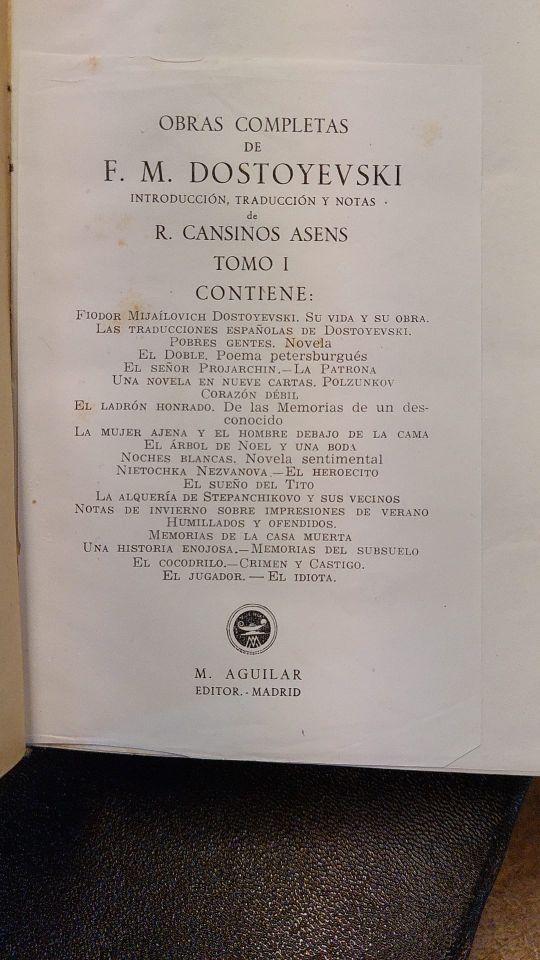 OBRAS COMPLETAS
DE
F. M. DOSTOYEVSKI
INTRODUCCIÓN, TRADUCCIÓN Y NOTAS
de
R. CANSINOS ASENS
TOMO I
CONTIENE:
FIODOR MIJAÍLOVICH DOSTOYEVSKI. SU VIDA Y SU OBRA.
LAS TRADUCCIONES ESPAÑOLAS DE DOSTOYEVSKI.
POBRES GENTES. Novela
EL DOBLE. Poema petersburgués
EL SEÑOR PROJARCHIN.—LA PATRONA
UNA NOVELA EN NUEVE CARTAS. POLZUNKOV
CORAZÓN DÉBIL
EL LADRÓN HONRADO. De las Memorias de un des-
conocido
LA MUJER AJENA Y EL HOMBRE DEBAJO DE LA CAMA
EL ÁRBOL DE NOEL Y UNA BODA
NOCHES BLANCAS. Novela sentimental
NIETOCHKA NEZVANOVA.—EL HEROECITO
EL SUEÑO DEL TITO
LA ALQUERÍA DE STEPANCHIKOVO Y SUS VECINOS
NOTAS DE INVIERNO SOBRE IMPRESIONES DE VERANO
HUMILLADOS Y OFENDIDOS.
MEMORIAS DE LA CASA MUERTA
UNA HISTORIA ENOJOSA.—MEMORIAS DEL SUBSUELO
EL COCODRILO.—CRIMEN Y CASTIGO.
EL JUGADOR.—EL IDIOTA.
M. AGUILAR
EDITOR.-MADRID